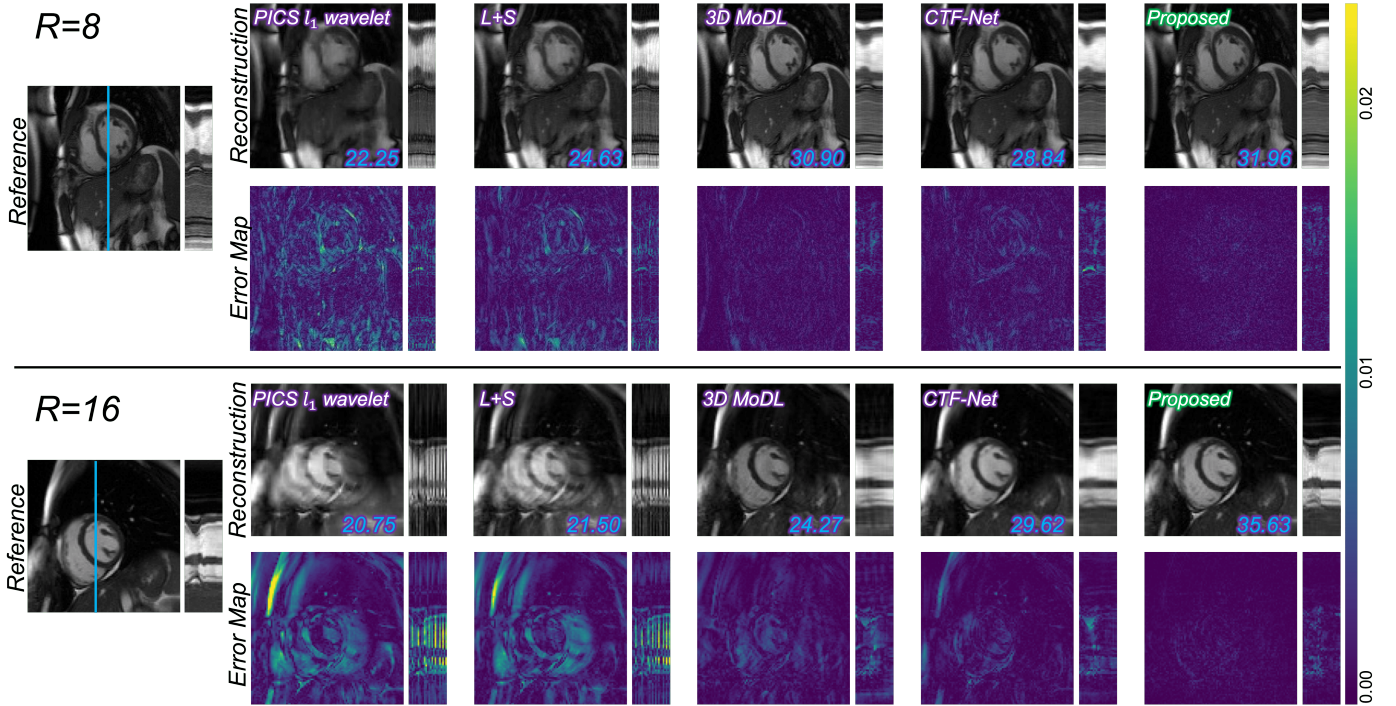 R=8
Reference
Reconstruction
PICS l₁ wavelet
L+S
3D MoDL
CTF-Net
Proposed
22.25
24.63
30.90
28.84
31.96
Error Map
R=16
Reference
Reconstruction
PICS l₁ wavelet
L+S
3D MoDL
CTF-Net
Proposed
20.75
21.50
24.27
29.62
35.63
Error Map
0.02
0.01
0.00